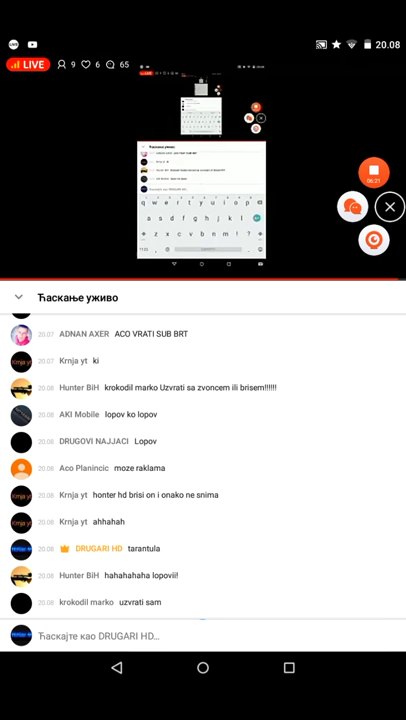 20.08
LIVE 9 6 65
06:21
Ћаскање уживо
20.07 ADNAN AXER ACO VRATI SUB BRT
20.07 Krnja yt ki
20.08 Hunter BiH krokodil marko Uzvrati sa zvoncem ili brisem!!!!!!
20.08 AKI Mobile lopov ko lopov
20.08 DRUGOVI NAJJACI Lopov
20.08 Aco Planincic moze raklama
20.08 Krnja yt honter hd brisi on i onako ne snima
20.08 Krnja yt ahhahah
20.08 DRUGARI HD tarantula
20.08 Hunter BiH hahahahaha lopovii!
20.08 krokodil marko uzvrati sam
Ћаскајте као DRUGARI HD...